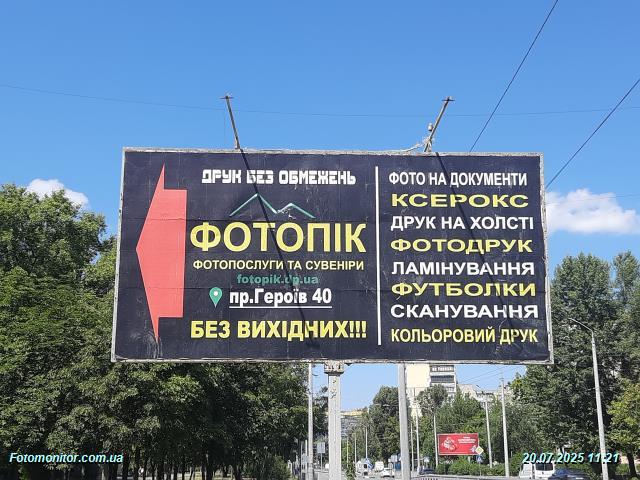 ДРУК БЕЗ ОБМЕЖЕНЬ
ФОТОПІК
ФОТОПОСЛУГИ ТА СУВЕНІРИ
fotopik.dp.ua
пр.Героїв 40
БЕЗ ВИХІДНИХ!!!
ФОТО НА ДОКУМЕНТИ
КСЕРОКС
ДРУК НА ХОЛСТІ
ФОТОДРУК
ЛАМІНУВАННЯ
ФУТБОЛКИ
СКАНУВАННЯ
КОЛЬОРОВИЙ ДРУК
Fotomonitor.com.ua
20.07.2025 11:21